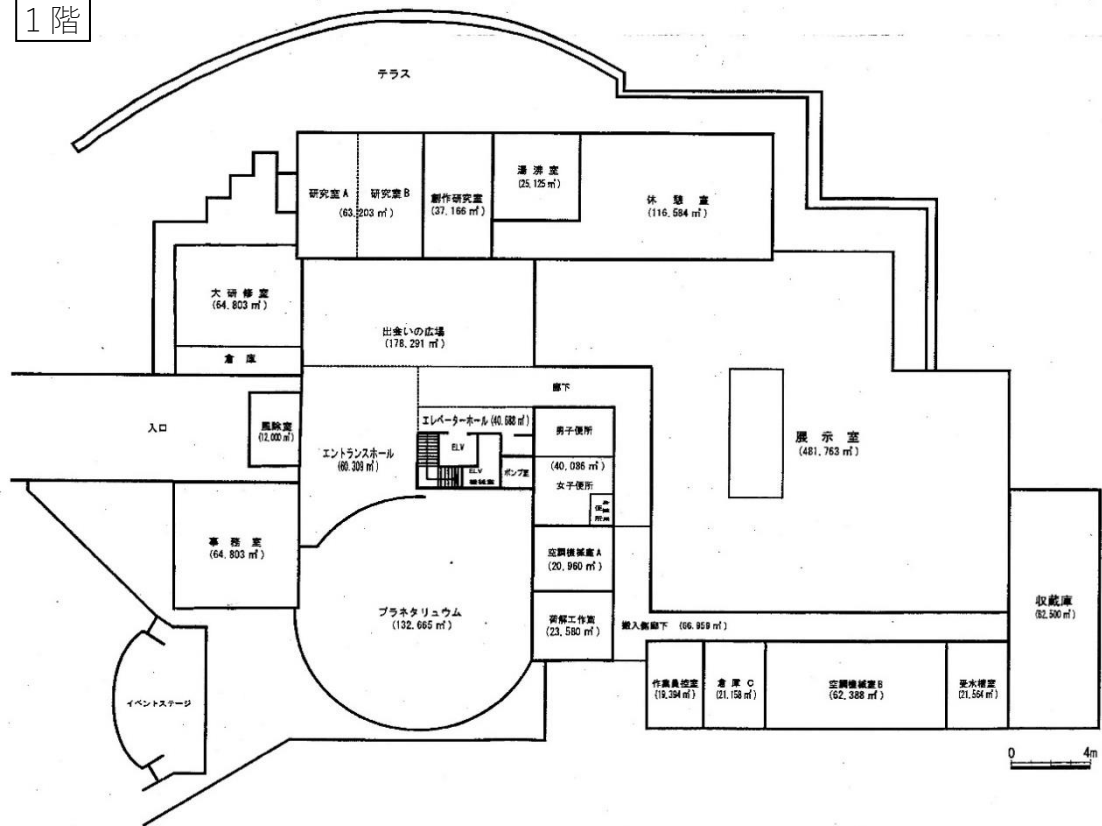 1 階
テラス
研究室 A
研究室 B
(63.203 ㎡)
創作研究室
(37.166 ㎡)
湯沸室
(25.125 ㎡)
休憩室
(116.584 ㎡)
大研修室
(64.803 ㎡)
倉庫
出会いの広場
(178.291 ㎡)
廊下
入口
風除室
(12.000 ㎡)
エントランスホール
(60.309 ㎡)
エレベーターホール (40.688 ㎡)
ELV
ELV
機械室
ポンプ室
男子便所
(40.086 ㎡)
女子便所
展示室
(481.763 ㎡)
事務室
(64.803 ㎡)
空調機械室 A
(20.960 ㎡)
プラネタリュウム
(132.665 ㎡)
荷解工作室
(23.580 ㎡)
搬入側廊下 (66.959 ㎡)
収蔵庫
(82.500 ㎡)
イベントステージ
作業員控室
(19.394 ㎡)
倉庫 C
(21.158 ㎡)
空調機械室 B
(62.388 ㎡)
受水槽室
(21.564 ㎡)
0 4m